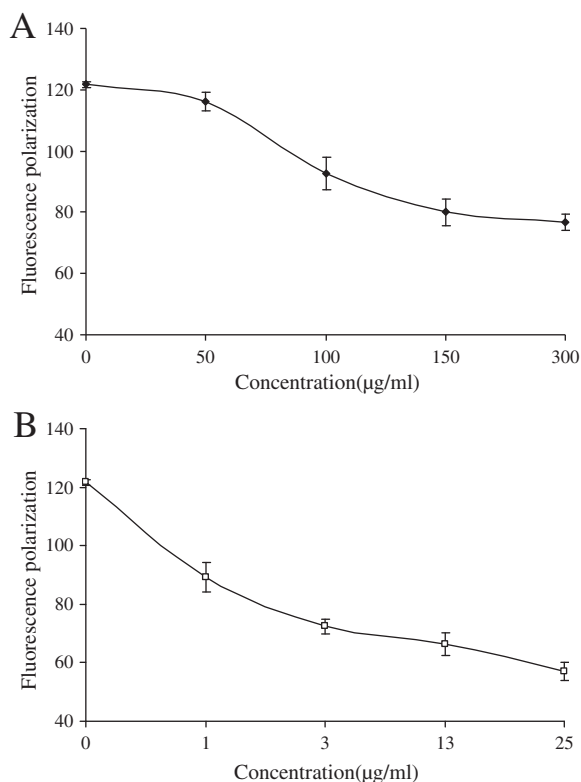 A
140
120
100
80
60
40
Fluorescence polarization
0 50 100 150 300
Concentration(μg/ml)
B
140
120
100
80
60
40
Fluorescence polarization
0 1 3 13 25
Concentration(μg/ml)